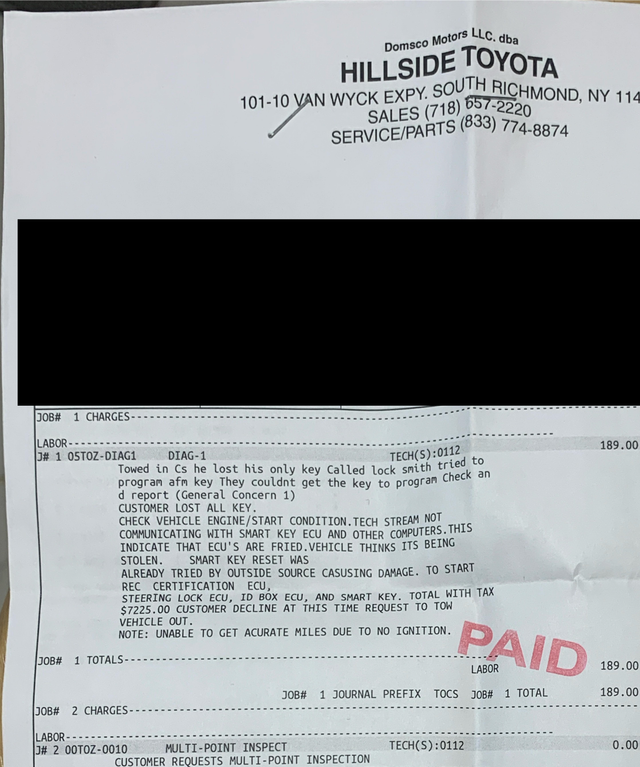 Domsco Motors LLC. dba
HILLSIDE TOYOTA
101-10 VAN WYCK EXPY. SOUTH RICHMOND, NY 114
SALES (718) 657-2220
SERVICE/PARTS (833) 774-8874
JOB# 1 CHARGES
LABOR
J# 1 05TOZ-DIAG1 DIAG-1 TECH(S):0112 189.00
Towed in Cs he lost his only key Called lock smith tried to
program afm key They couldnt get the key to program Check an
d report (General Concern 1)
CUSTOMER LOST ALL KEY.
CHECK VEHICLE ENGINE/START CONDITION.TECH STREAM NOT
COMMUNICATING WITH SMART KEY ECU AND OTHER COMPUTERS.THIS
INDICATE THAT ECU'S ARE FRIED.VEHICLE THINKS ITS BEING
STOLEN. SMART KEY RESET WAS
ALREADY TRIED BY OUTSIDE SOURCE CASUSING DAMAGE. TO START
REC CERTIFICATION ECU,
STEERING LOCK ECU, ID BOX ECU, AND SMART KEY. TOTAL WITH TAX
$7225.00 CUSTOMER DECLINE AT THIS TIME REQUEST TO TOW
VEHICLE OUT.
NOTE: UNABLE TO GET ACURATE MILES DUE TO NO IGNITION.
PAID
JOB# 1 TOTALS
LABOR 189.00
JOB# 1 JOURNAL PREFIX TOCS JOB# 1 TOTAL 189.00
JOB# 2 CHARGES
LABOR
J# 2 00TOZ-0010 MULTI-POINT INSPECT TECH(S):0112 0.00
CUSTOMER REQUESTS MULTI-POINT INSPECTION